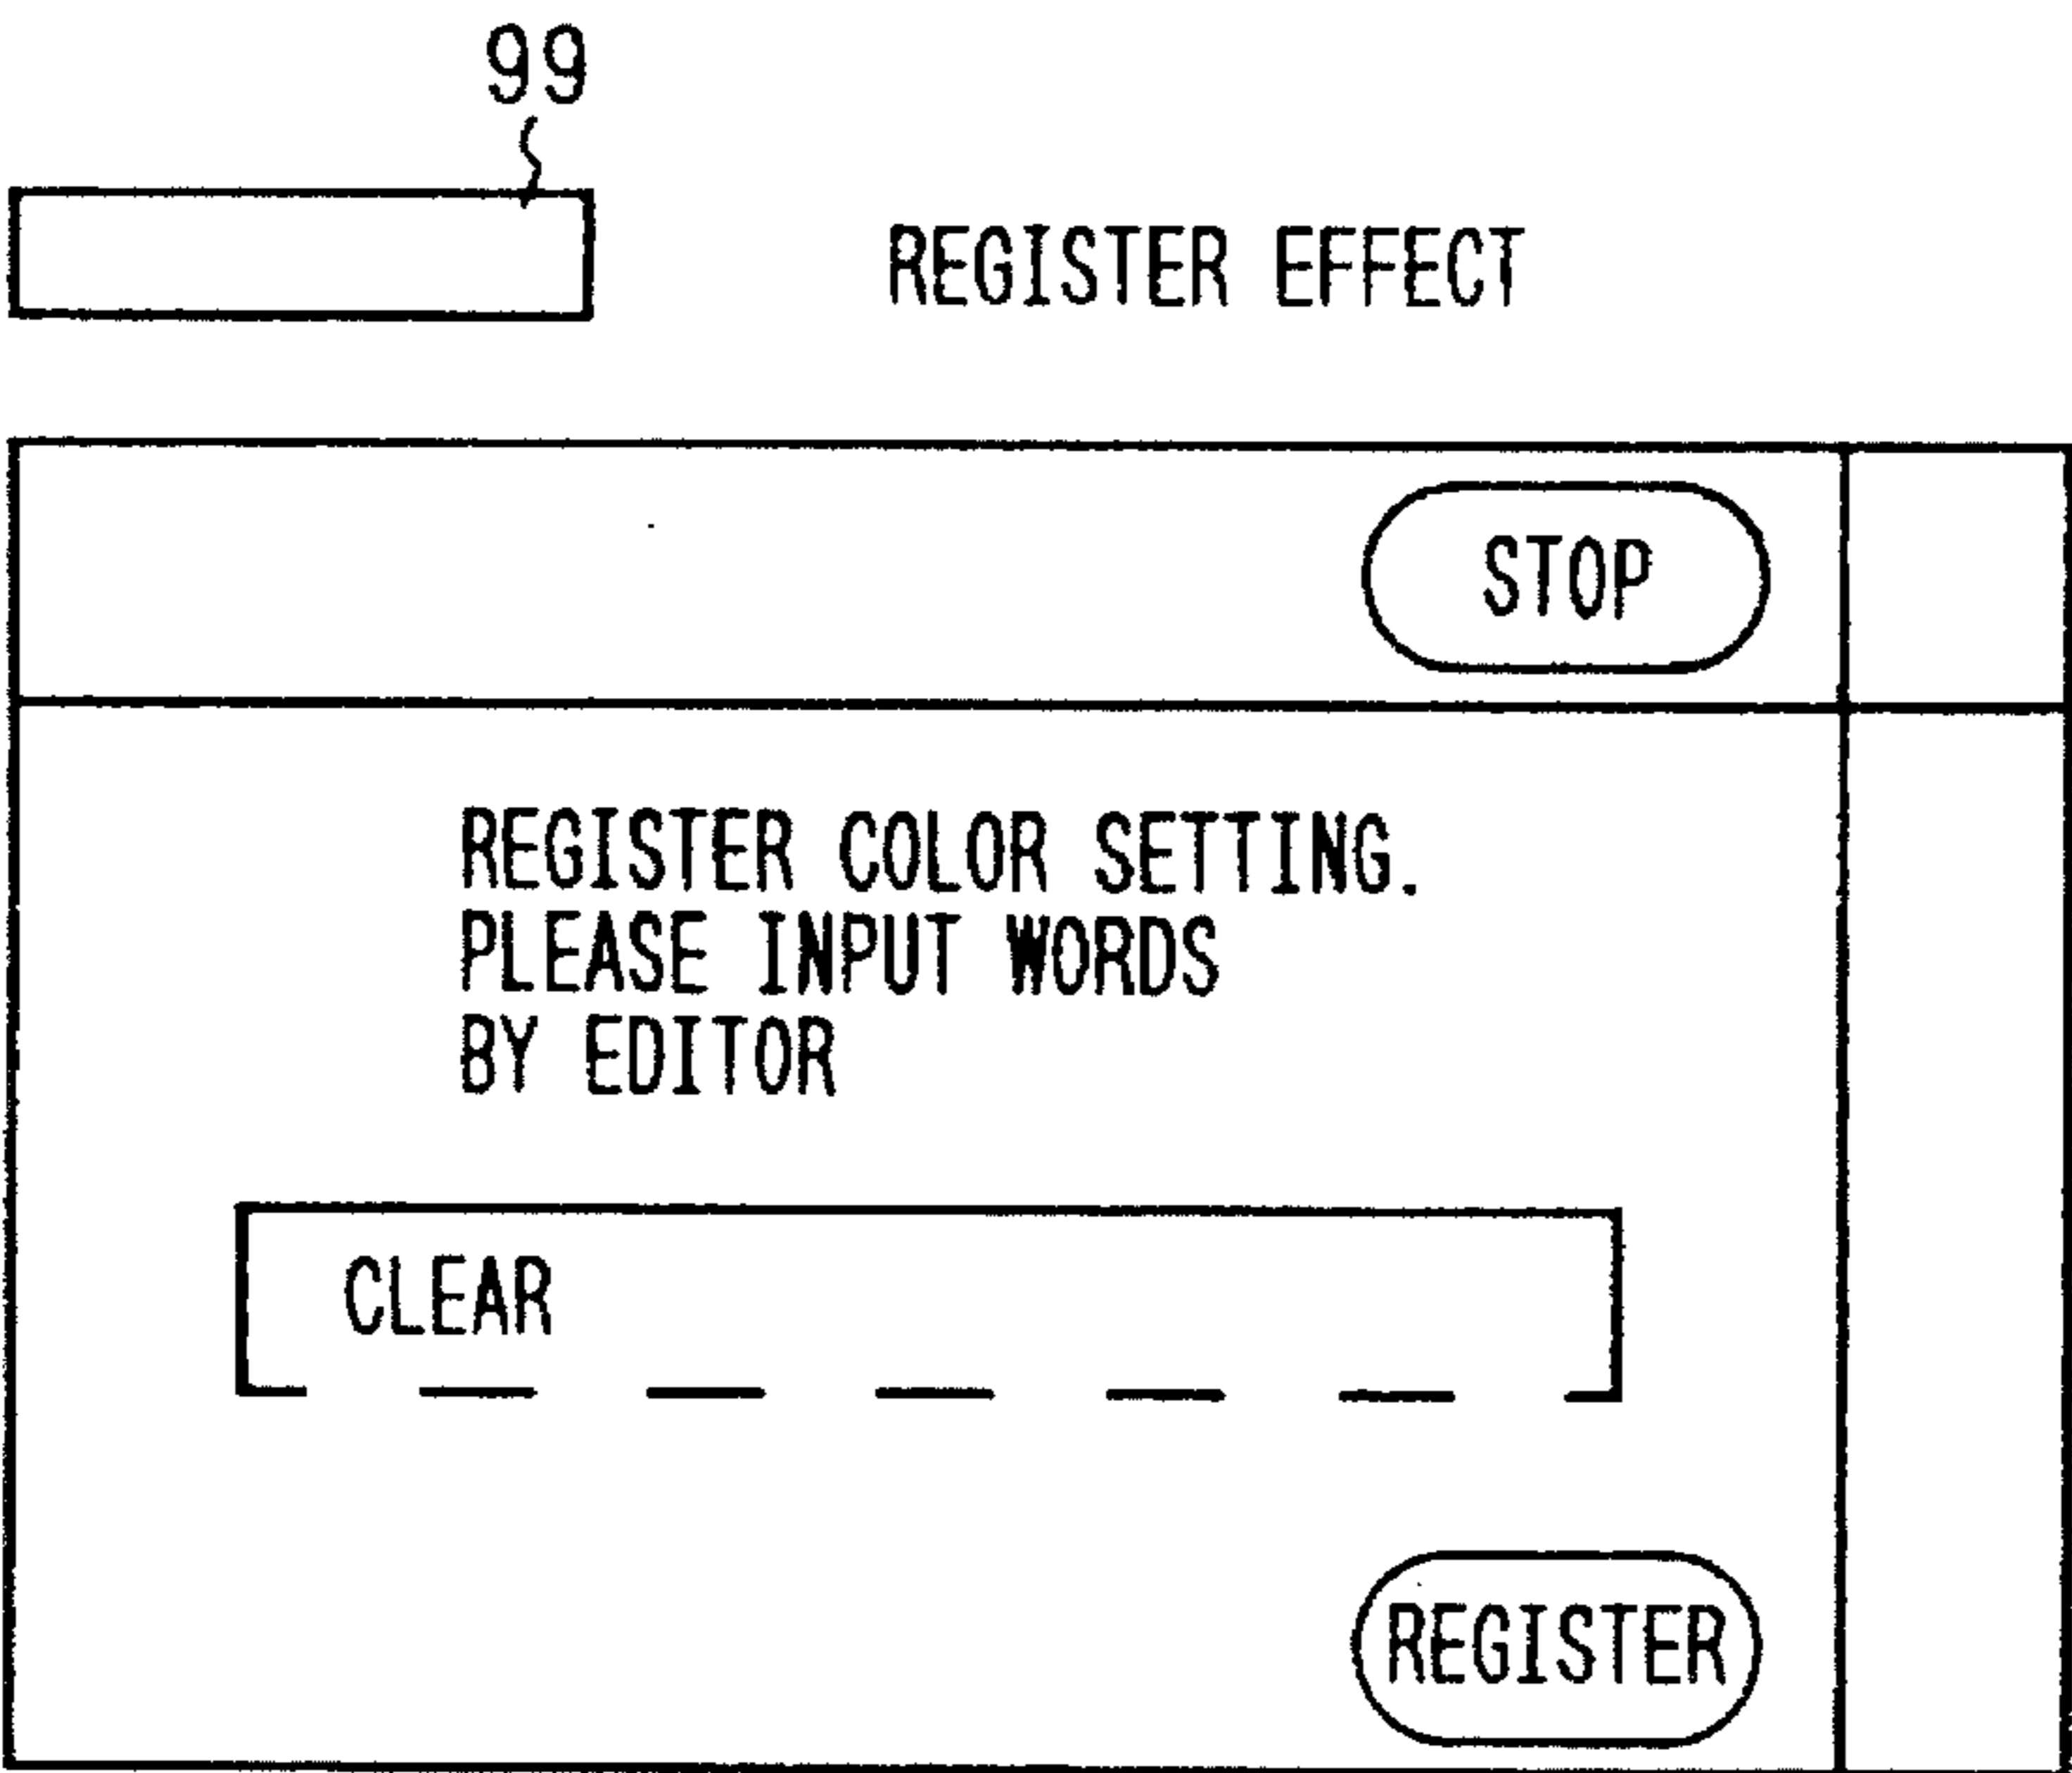 99
REGISTER EFFECT
STOP
REGISTER COLOR SETTING.
PLEASE INPUT WORDS
BY EDITOR
CLEAR
REGISTER